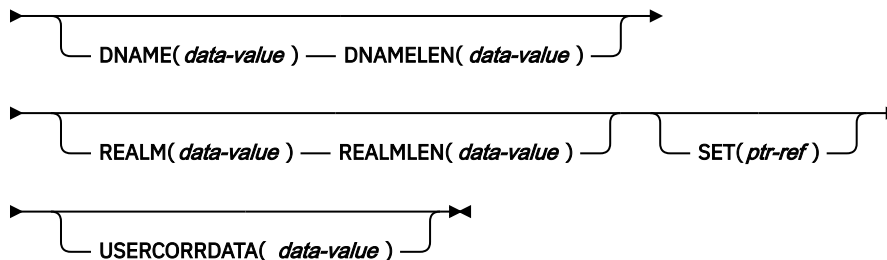 DNAME( data-value ) DNAMELEN( data-value )
REALM( data-value ) REALMLEN( data-value ) SET( ptr-ref )
USERCORRDATA( data-value )